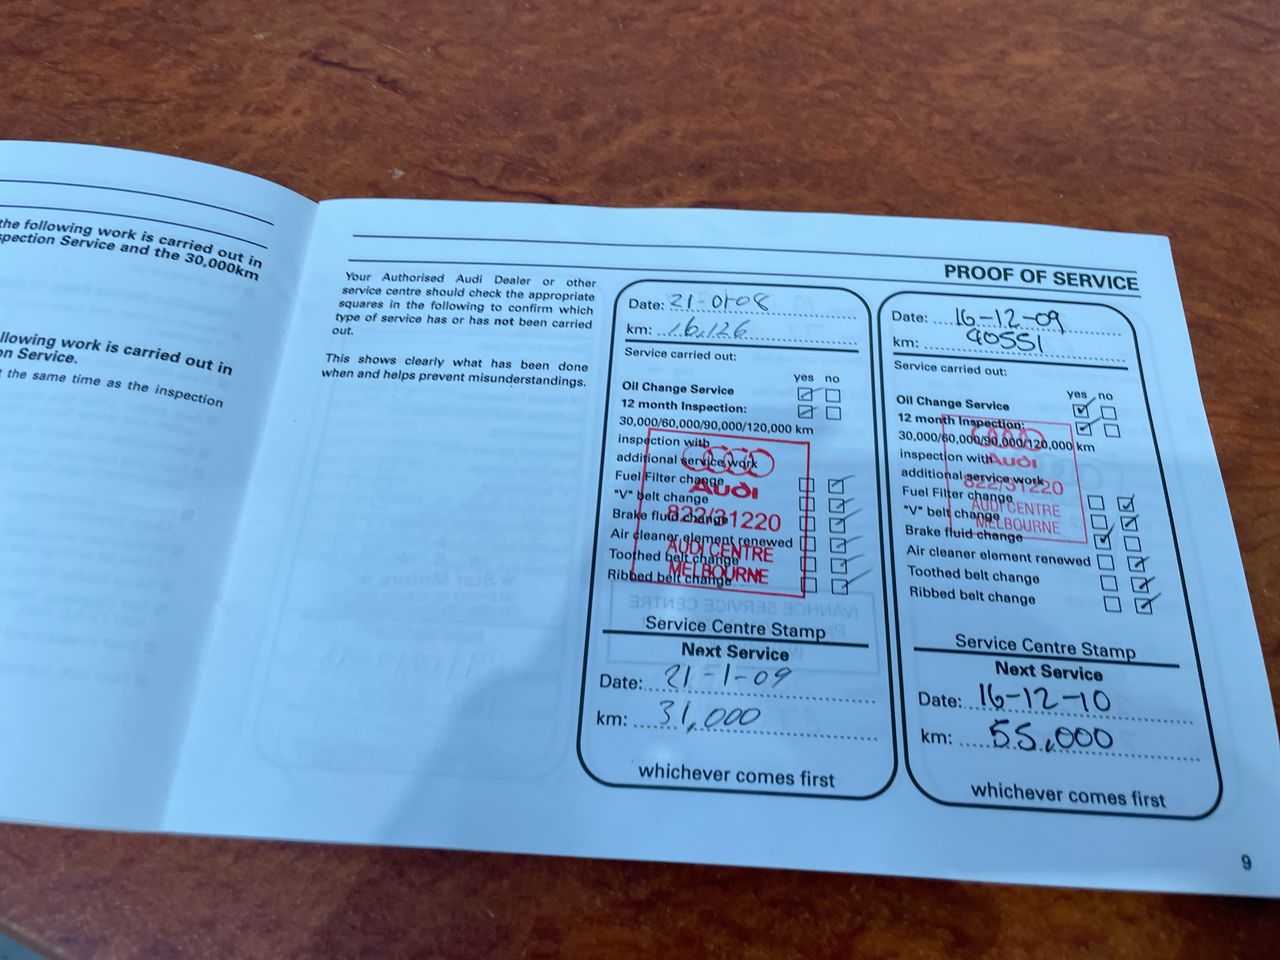 the following work is carried out in
spection Service and the 30,000km
llowing work is carried out in
on Service.
t the same time as the inspection
PROOF OF SERVICE
Your Authorised Audi Dealer or other
service centre should check the appropriate
squares in the following to confirm which
type of service has or has not been carried
out.
This shows clearly what has been done
when and helps prevent misunderstandings.
Date: 21-01-08
km: 16,126
Service carried out:
yes no
Oil Change Service
12 month Inspection:
30,000/60,000/90,000/120,000 km
inspection with
additional service work
Fuel Filter change
"V" belt change
Brake fluid change
Air cleaner element renewed
Toothed belt change
Ribbed belt change
Audi
822/31220
AUDI CENTRE
MELBOURNE
Service Centre Stamp
Next Service
Date: 21-1-09
km: 31,000
whichever comes first
Date: 16-12-09
km: 40551
Service carried out:
yes no
Oil Change Service
12 month Inspection:
30,000/60,000/90,000/120,000 km
inspection with
additional service work
Fuel Filter change
"V" belt change
Brake fluid change
Air cleaner element renewed
Toothed belt change
Ribbed belt change
Audi
822/31220
AUDI CENTRE
MELBOURNE
Service Centre Stamp
Next Service
Date: 16-12-10
km: 55,000
whichever comes first
9